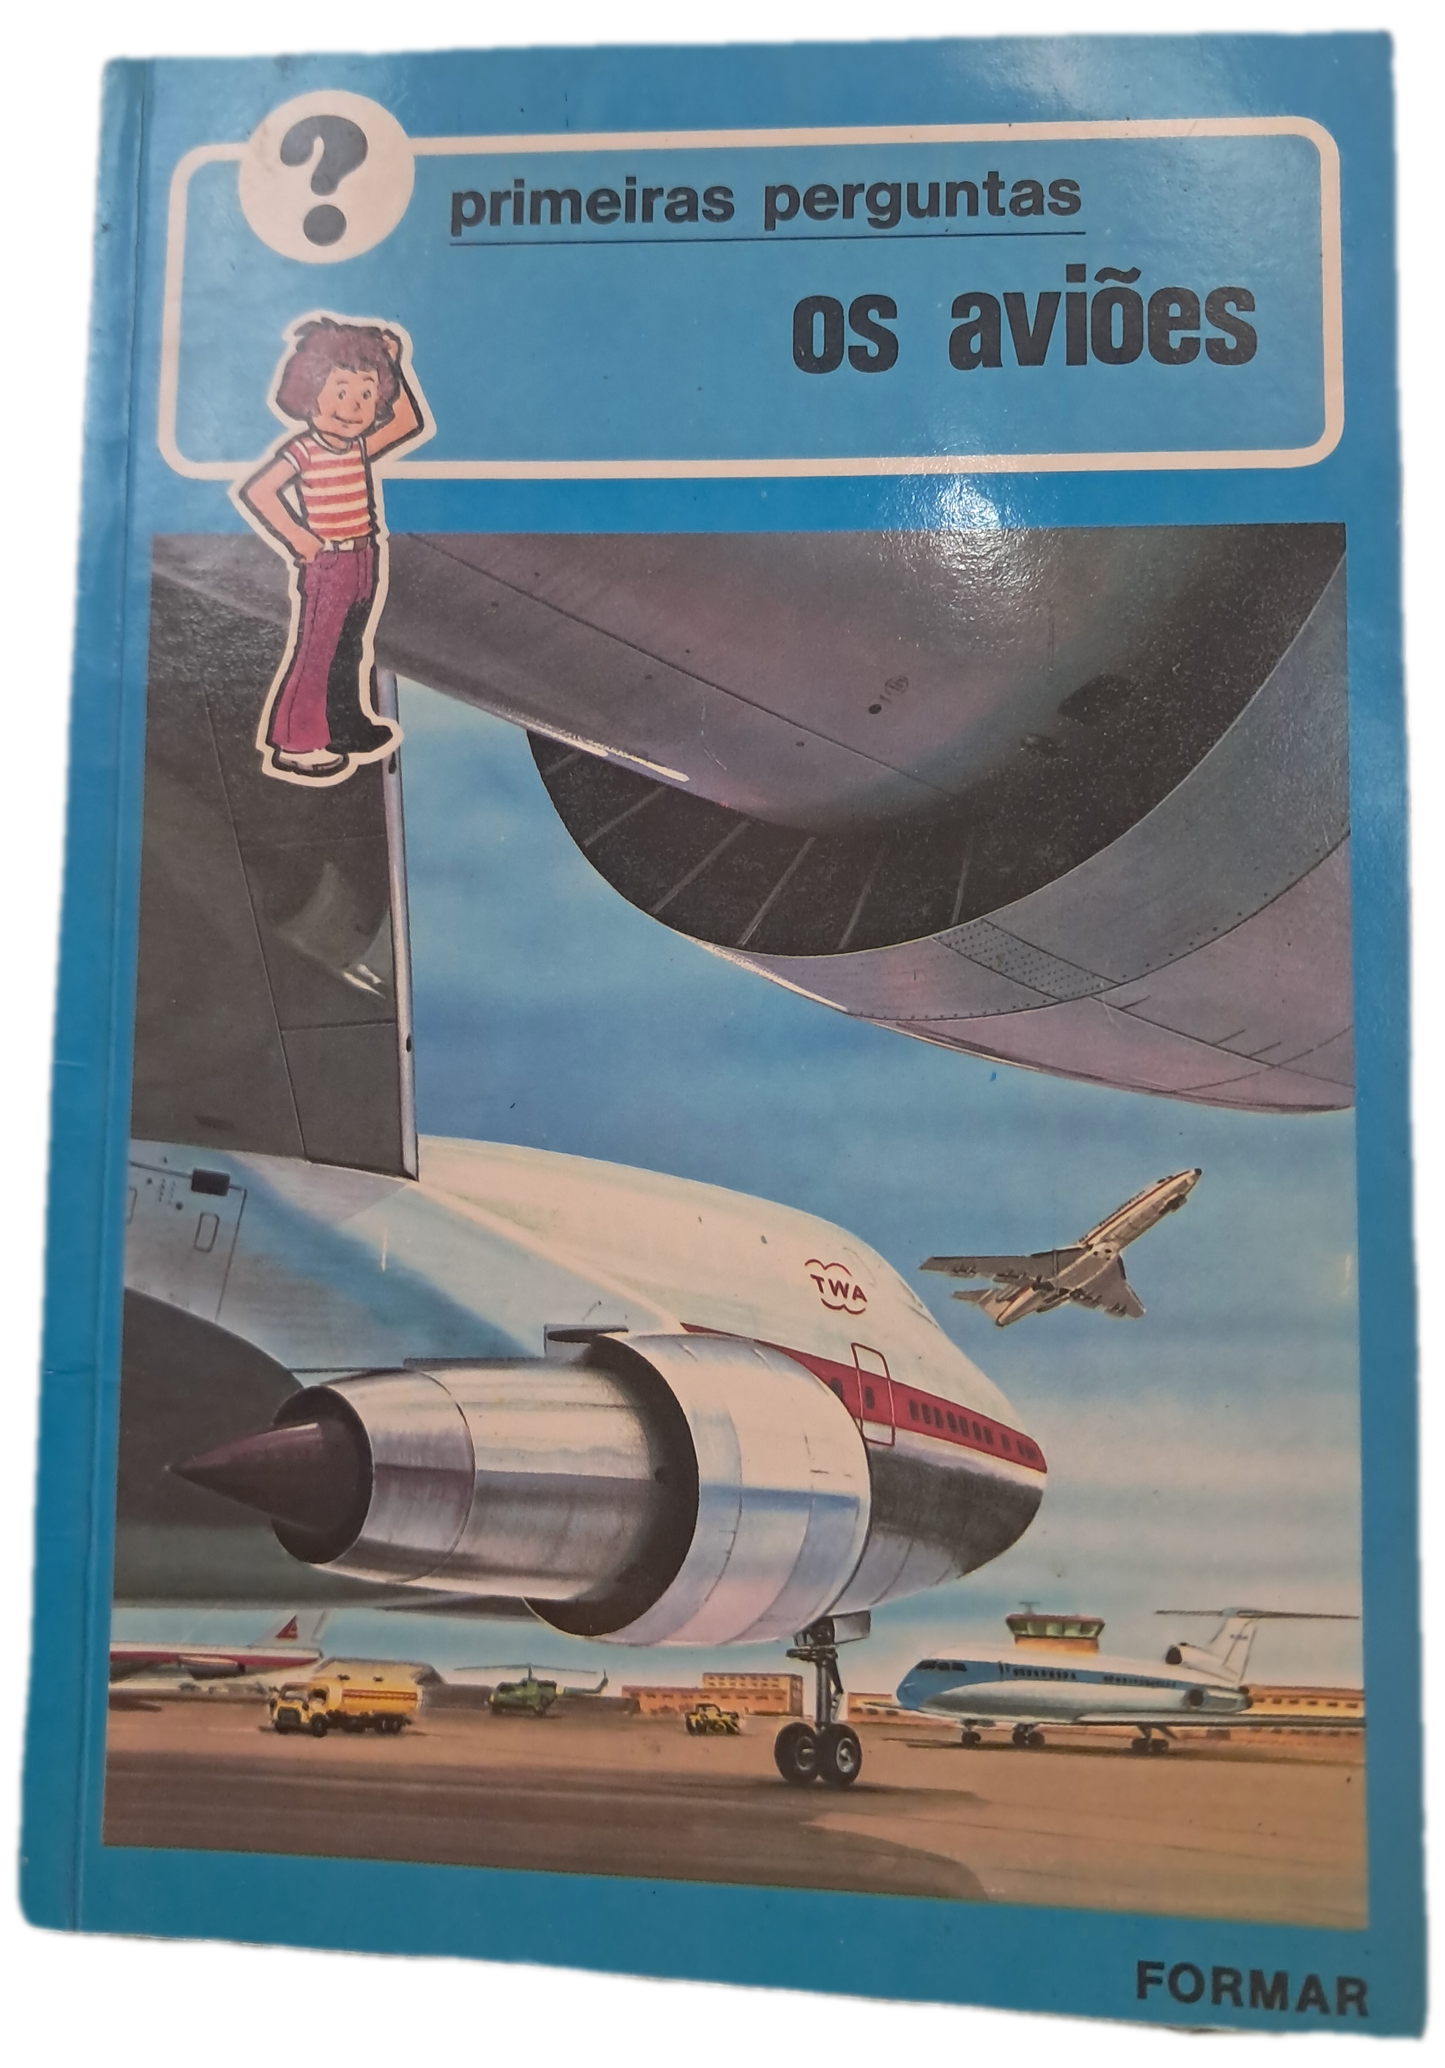 ?
primeiras perguntas
os aviões
TWA
FORMAR